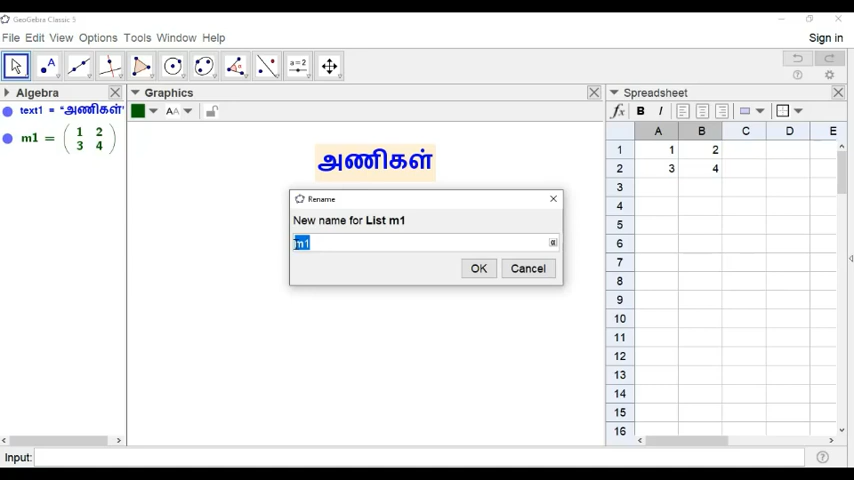 GeoGebra Classic 5
File Edit View Options Tools Window Help
Sign in
a=2
Algebra
Graphics
Spreadsheet
text1 = “அணிகள்”
AA
B I
m1 = ( 1 2
3 4 )
அணிகள்
A B C D E
1 1 2
2 3 4
3
4
5
6
7
8
9
10
11
12
13
14
15
16
Rename
New name for List m1
m1
α
OK Cancel
Input: